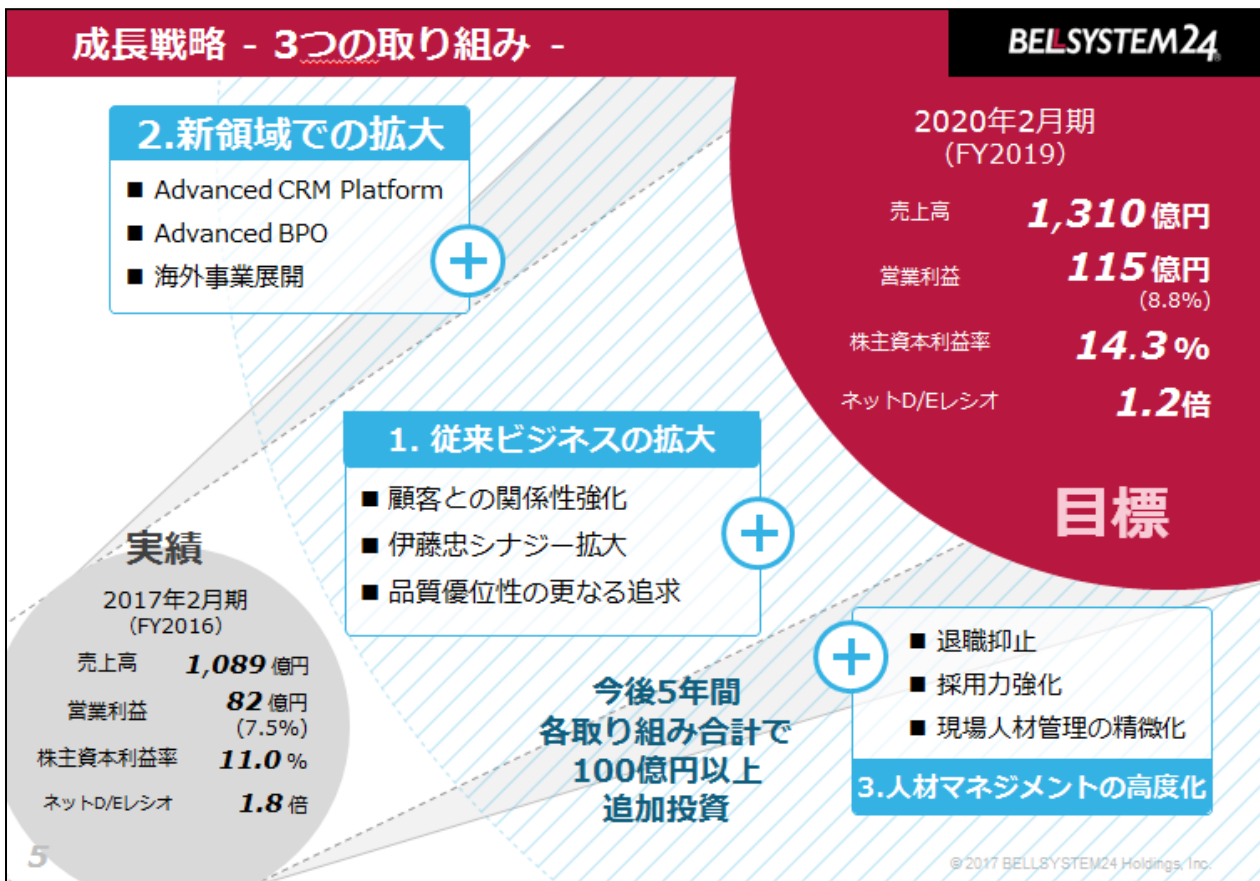 成長戦略 - 3つの取り組み -
BELLSYSTEM24®
2.新領域での拡大
■ Advanced CRM Platform
■ Advanced BPO
■ 海外事業展開
+
2020年2月期
(FY2019)
売上高 1,310億円
営業利益 115億円
(8.8%)
株主資本利益率 14.3%
ネットD/Eレシオ 1.2倍
目標
1. 従来ビジネスの拡大
■ 顧客との関係性強化
■ 伊藤忠シナジー拡大
■ 品質優位性の更なる追求
+
実績
2017年2月期
(FY2016)
売上高 1,089億円
営業利益 82億円
(7.5%)
株主資本利益率 11.0%
ネットD/Eレシオ 1.8倍
今後5年間
各取り組み合計で
100億円以上
追加投資
+
■ 退職抑止
■ 採用力強化
■ 現場人材管理の精微化
3.人材マネジメントの高度化
5
© 2017 BELLSYSTEM24 Holdings, Inc.